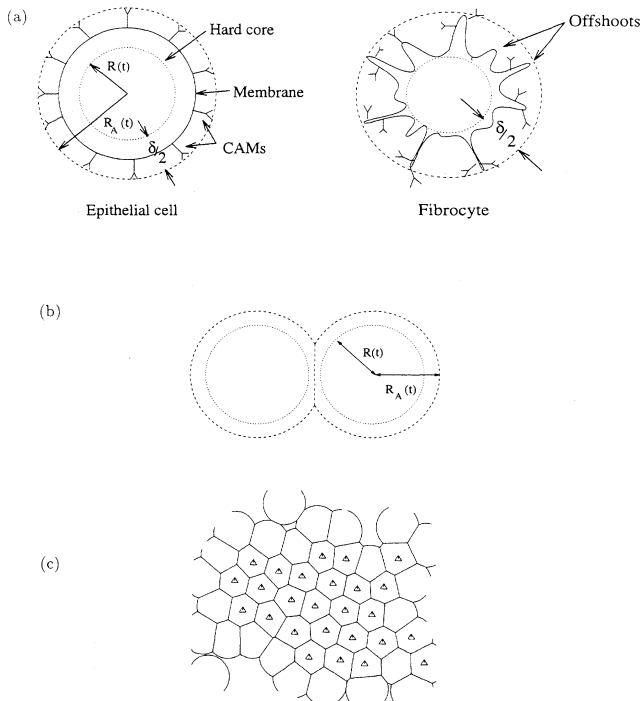 (a)
Hard core
R(t)
Membrane
R_A (t)
δ/2
CAMs
Epithelial cell
Offshoots
δ/2
Fibrocyte
(b)
R(t)
R_A (t)
(c)